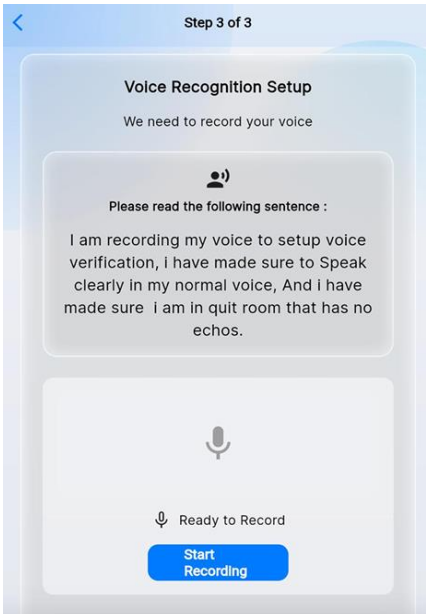 Step 3 of 3
Voice Recognition Setup
We need to record your voice
Please read the following sentence :
I am recording my voice to setup voice
verification, i have made sure to Speak
clearly in my normal voice, And i have
made sure  i am in quit room that has no
echos.
Ready to Record
Start
Recording